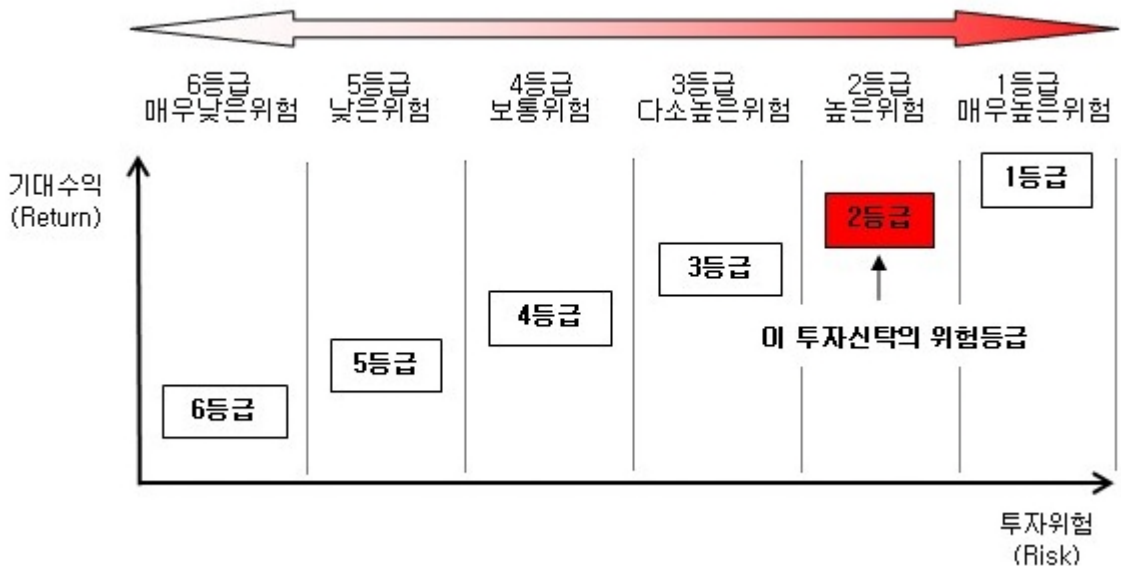 6등급 5등급 4등급 3등급 2등급 1등급
매우낮은위험 낮은위험 보통위험 다소높은위험 높은위험 매우높은위험
기대수익
(Return)
1등급
2등급
3등급
4등급
이 투자신탁의 위험등급
5등급
6등급
투자위험
(Risk)